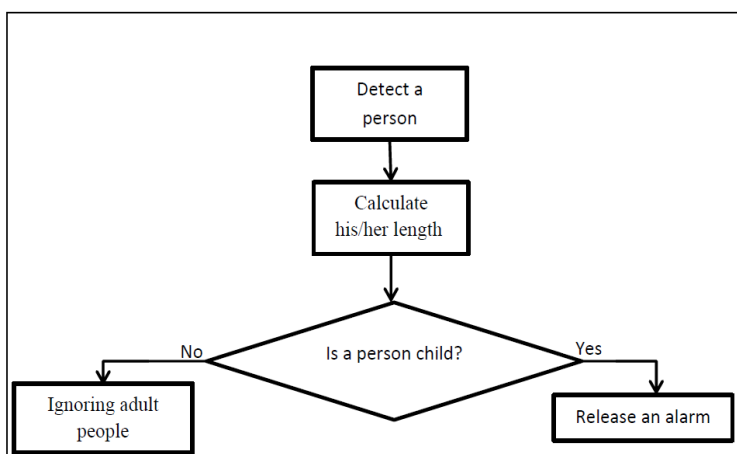 Detect a
person
Calculate
his/her length
Is a person child?
No
Yes
Ignoring adult
people
Release an alarm